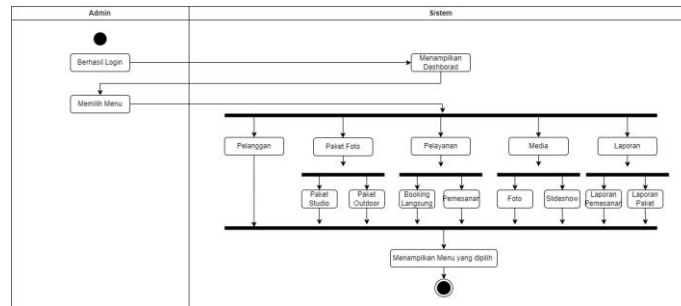 Admin
Sistem
Berhasil Login
Menampilkan
Dashborad
Memilih Menu
Pelanggan
Paket Foto
Pelayanan
Media
Laporan
Paket
Studio
Paket
Outdoor
Booking
Langsung
Pemesanan
Foto
Slideshow
Laporan
Pemesanan
Laporan
Paket
Menampilkan Menu yang dipilih